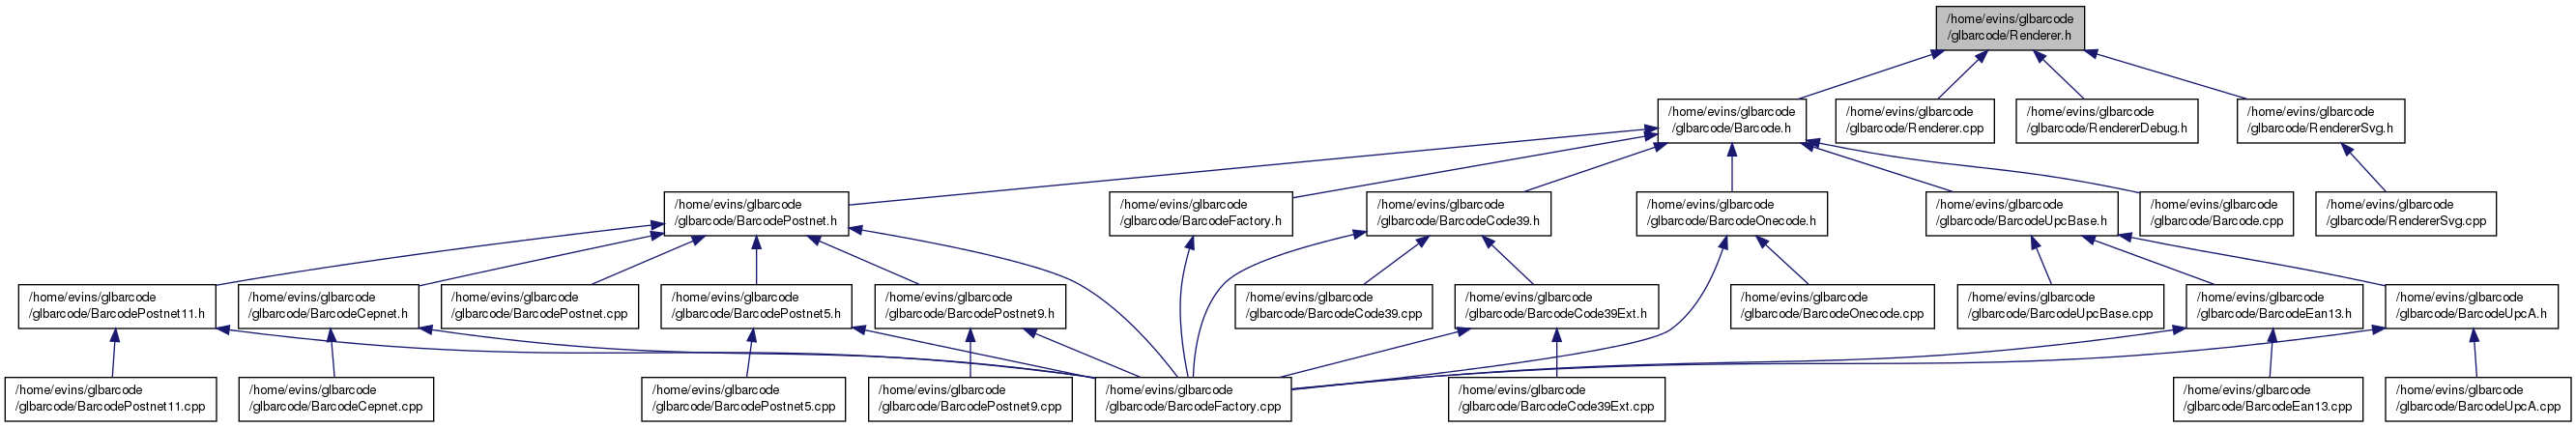 /home/evins/glbarcode
/glbarcode/Renderer.h
/home/evins/glbarcode
/glbarcode/Barcode.h
/home/evins/glbarcode
/glbarcode/Renderer.cpp
/home/evins/glbarcode
/glbarcode/RendererDebug.h
/home/evins/glbarcode
/glbarcode/RendererSvg.h
/home/evins/glbarcode
/glbarcode/BarcodePostnet.h
/home/evins/glbarcode
/glbarcode/BarcodeFactory.h
/home/evins/glbarcode
/glbarcode/BarcodeCode39.h
/home/evins/glbarcode
/glbarcode/BarcodeOnecode.h
/home/evins/glbarcode
/glbarcode/BarcodeUpcBase.h
/home/evins/glbarcode
/glbarcode/Barcode.cpp
/home/evins/glbarcode
/glbarcode/RendererSvg.cpp
/home/evins/glbarcode
/glbarcode/BarcodePostnet11.h
/home/evins/glbarcode
/glbarcode/BarcodeCepnet.h
/home/evins/glbarcode
/glbarcode/BarcodePostnet.cpp
/home/evins/glbarcode
/glbarcode/BarcodePostnet5.h
/home/evins/glbarcode
/glbarcode/BarcodePostnet9.h
/home/evins/glbarcode
/glbarcode/BarcodeCode39.cpp
/home/evins/glbarcode
/glbarcode/BarcodeCode39Ext.h
/home/evins/glbarcode
/glbarcode/BarcodeOnecode.cpp
/home/evins/glbarcode
/glbarcode/BarcodeUpcBase.cpp
/home/evins/glbarcode
/glbarcode/BarcodeEan13.h
/home/evins/glbarcode
/glbarcode/BarcodeUpcA.h
/home/evins/glbarcode
/glbarcode/BarcodePostnet11.cpp
/home/evins/glbarcode
/glbarcode/BarcodeCepnet.cpp
/home/evins/glbarcode
/glbarcode/BarcodePostnet5.cpp
/home/evins/glbarcode
/glbarcode/BarcodePostnet9.cpp
/home/evins/glbarcode
/glbarcode/BarcodeFactory.cpp
/home/evins/glbarcode
/glbarcode/BarcodeCode39Ext.cpp
/home/evins/glbarcode
/glbarcode/BarcodeEan13.cpp
/home/evins/glbarcode
/glbarcode/BarcodeUpcA.cpp